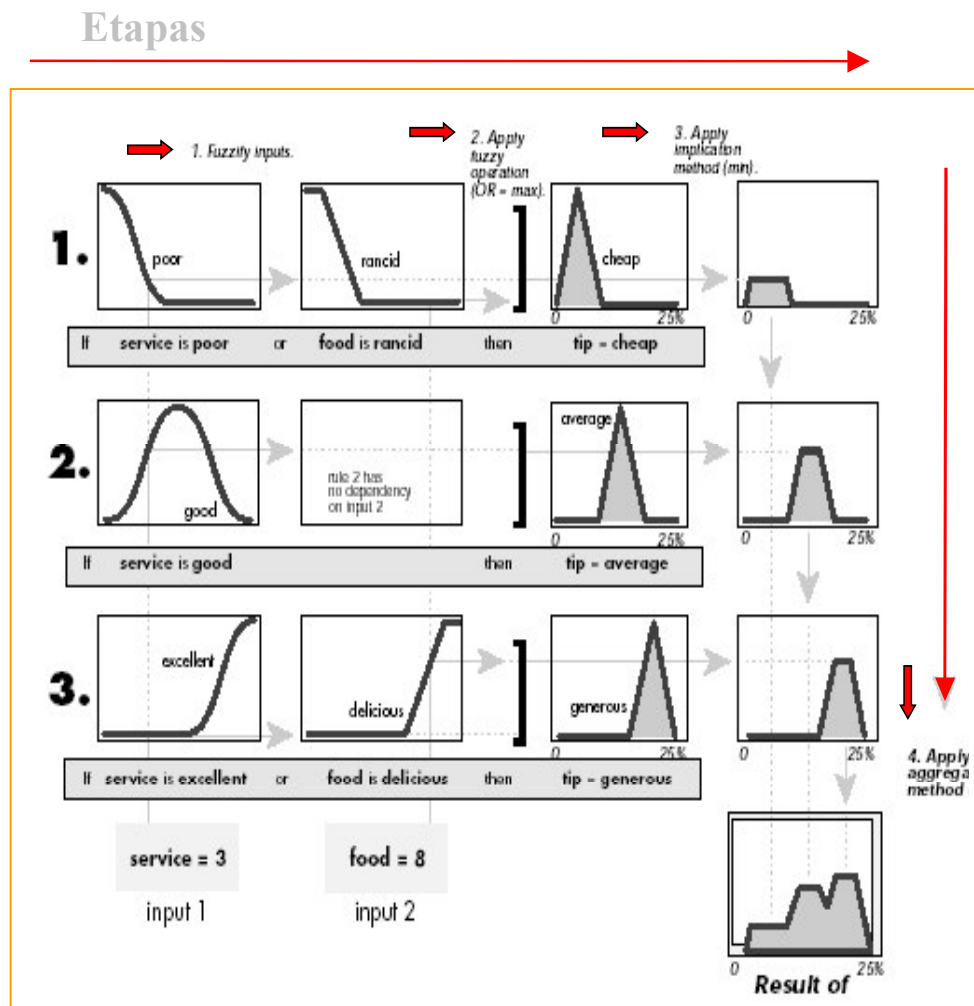 Etapas
1. Fuzzify inputs.
2. Apply
fuzzy
operation
(OR = max).
3. Apply
implication
method (min).
1.
poor
rancid
cheap
0 25%
0 25%
If service is poor or food is rancid then tip = cheap
2.
good
rule 2 has
no dependency
on input 2
average
0 25%
0 25%
If service is good then tip = average
3.
excellent
delicious
generous
0 25%
0 25%
If service is excellent or food is delicious then tip = generous
4. Apply
aggrega
method
service = 3
food = 8
input 1
input 2
0 25%
Result of